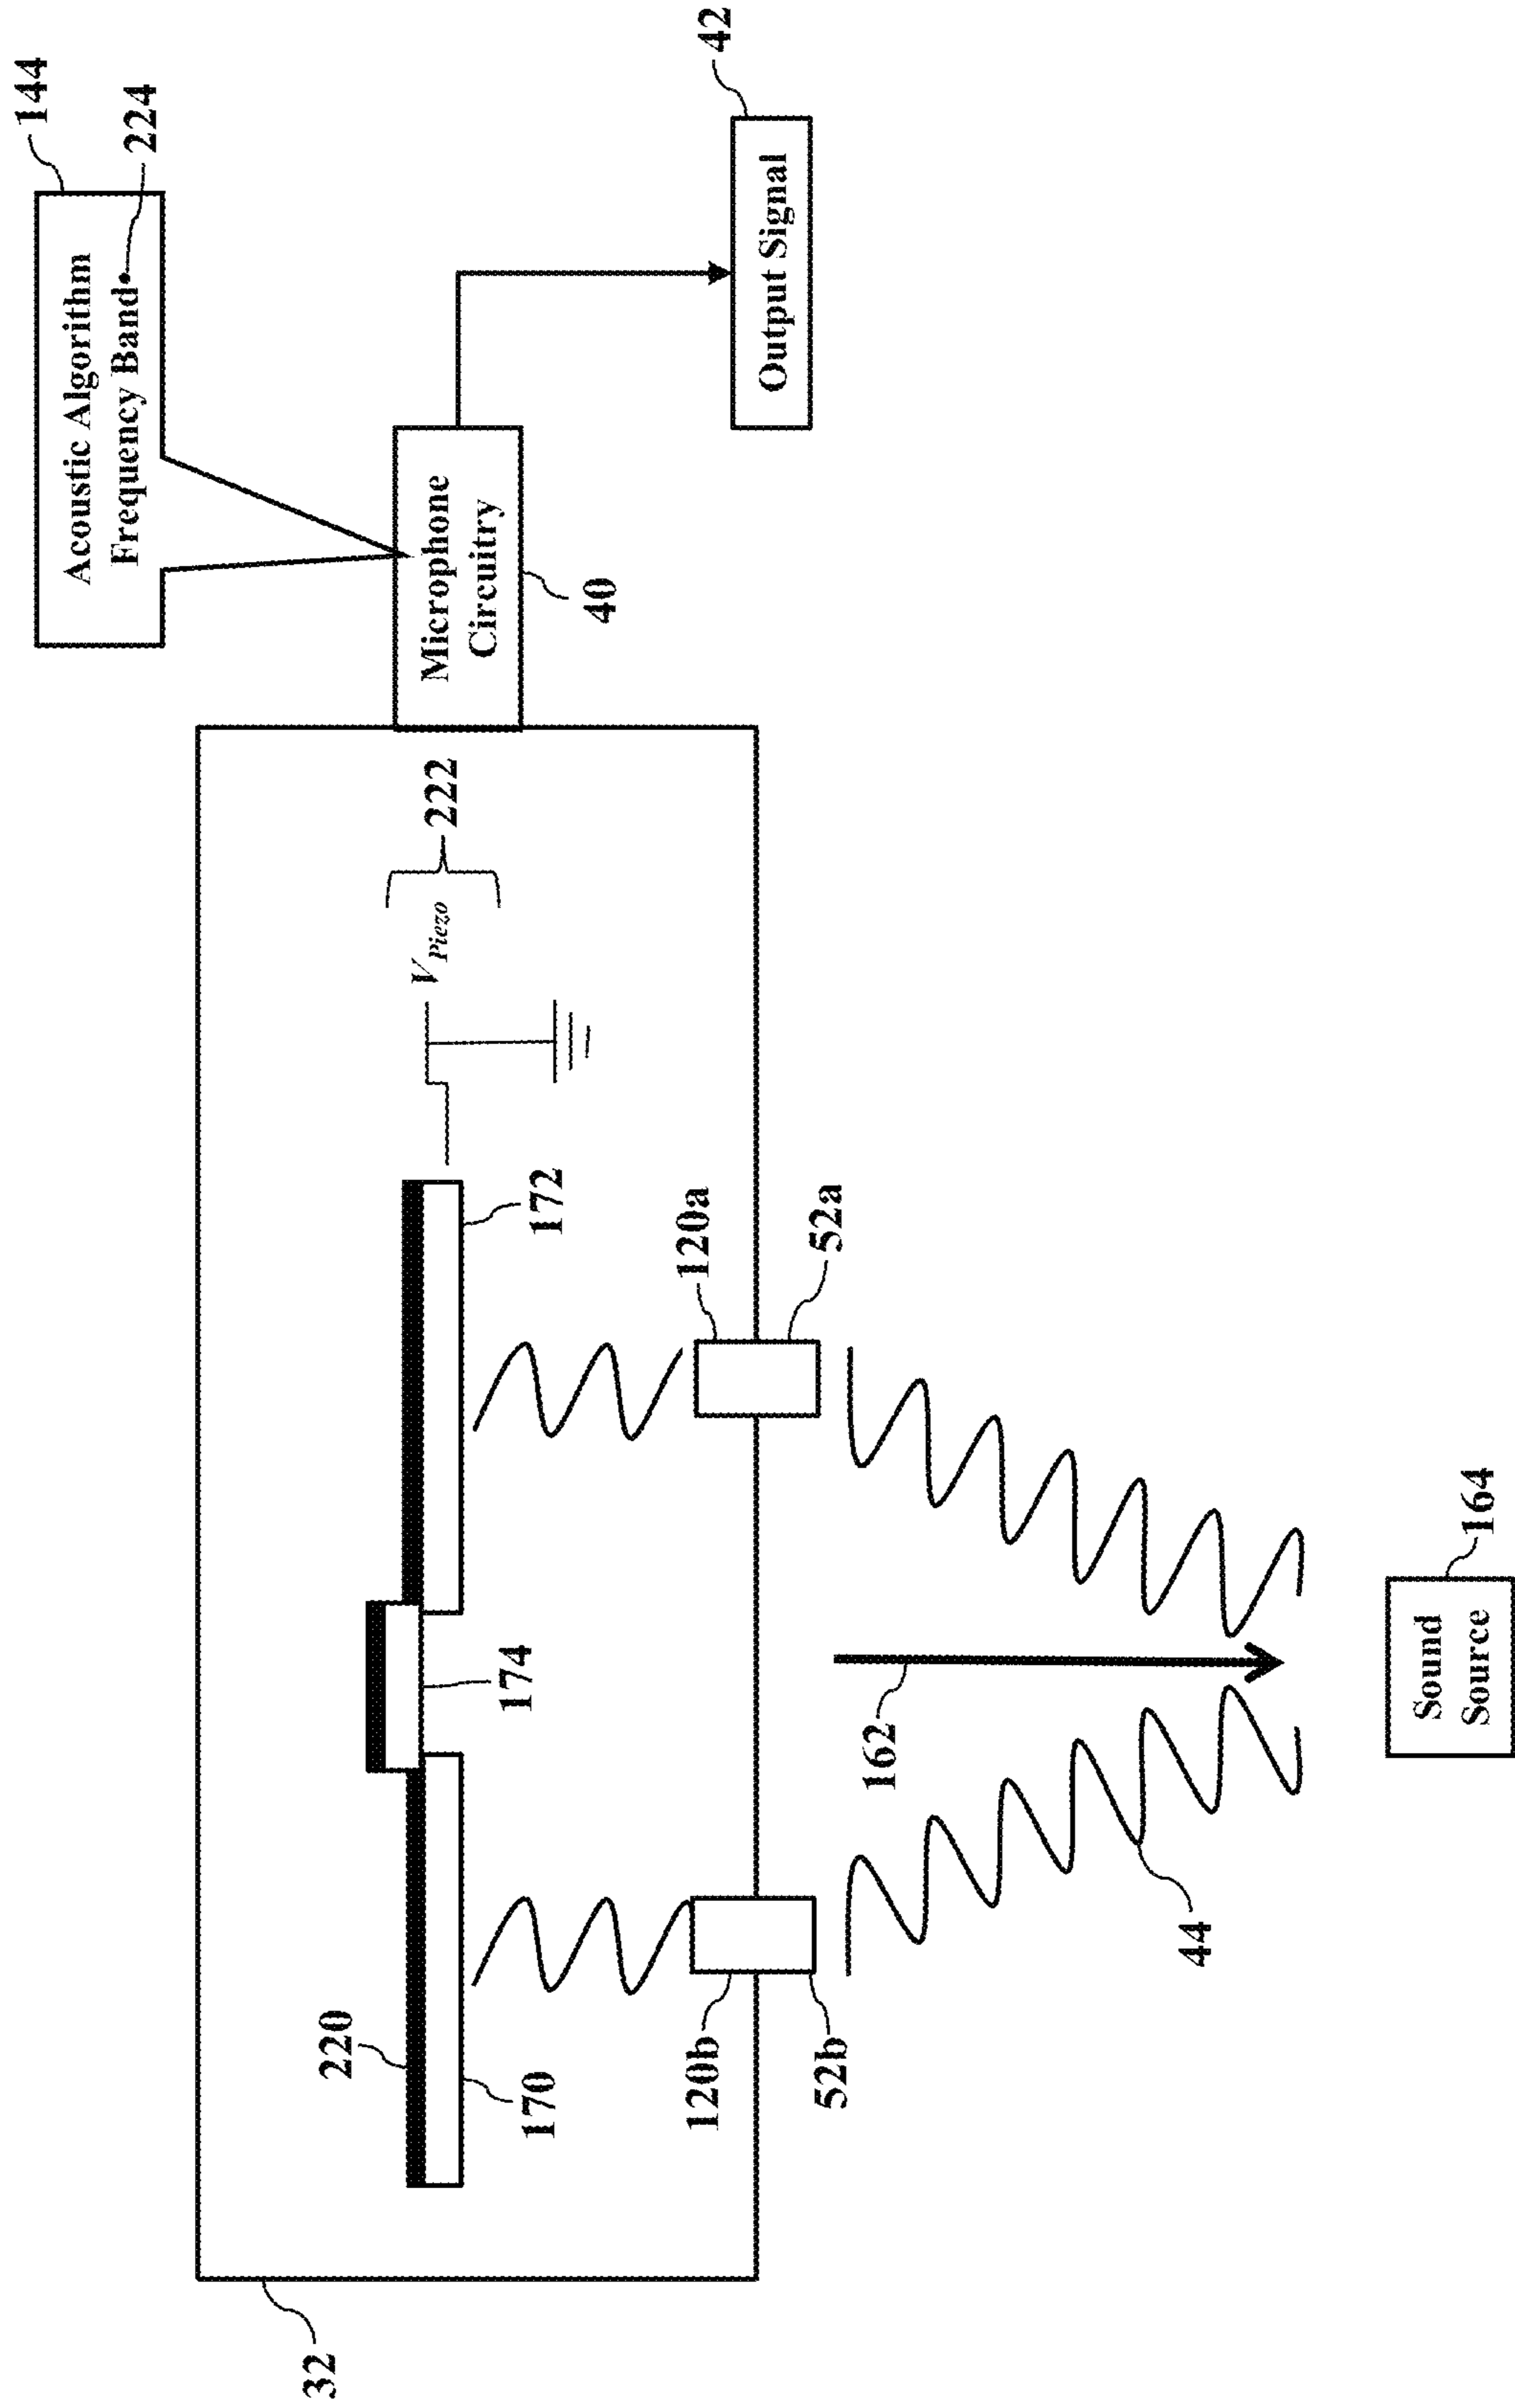 144
Acoustic Algorithm
Frequency Band•
224
42
Output Signal
Microphone
Circuitry
40
222
V Piezo
172
120a
52a
174
162
Sound
Source
164
220
170
120b
52b
44
32